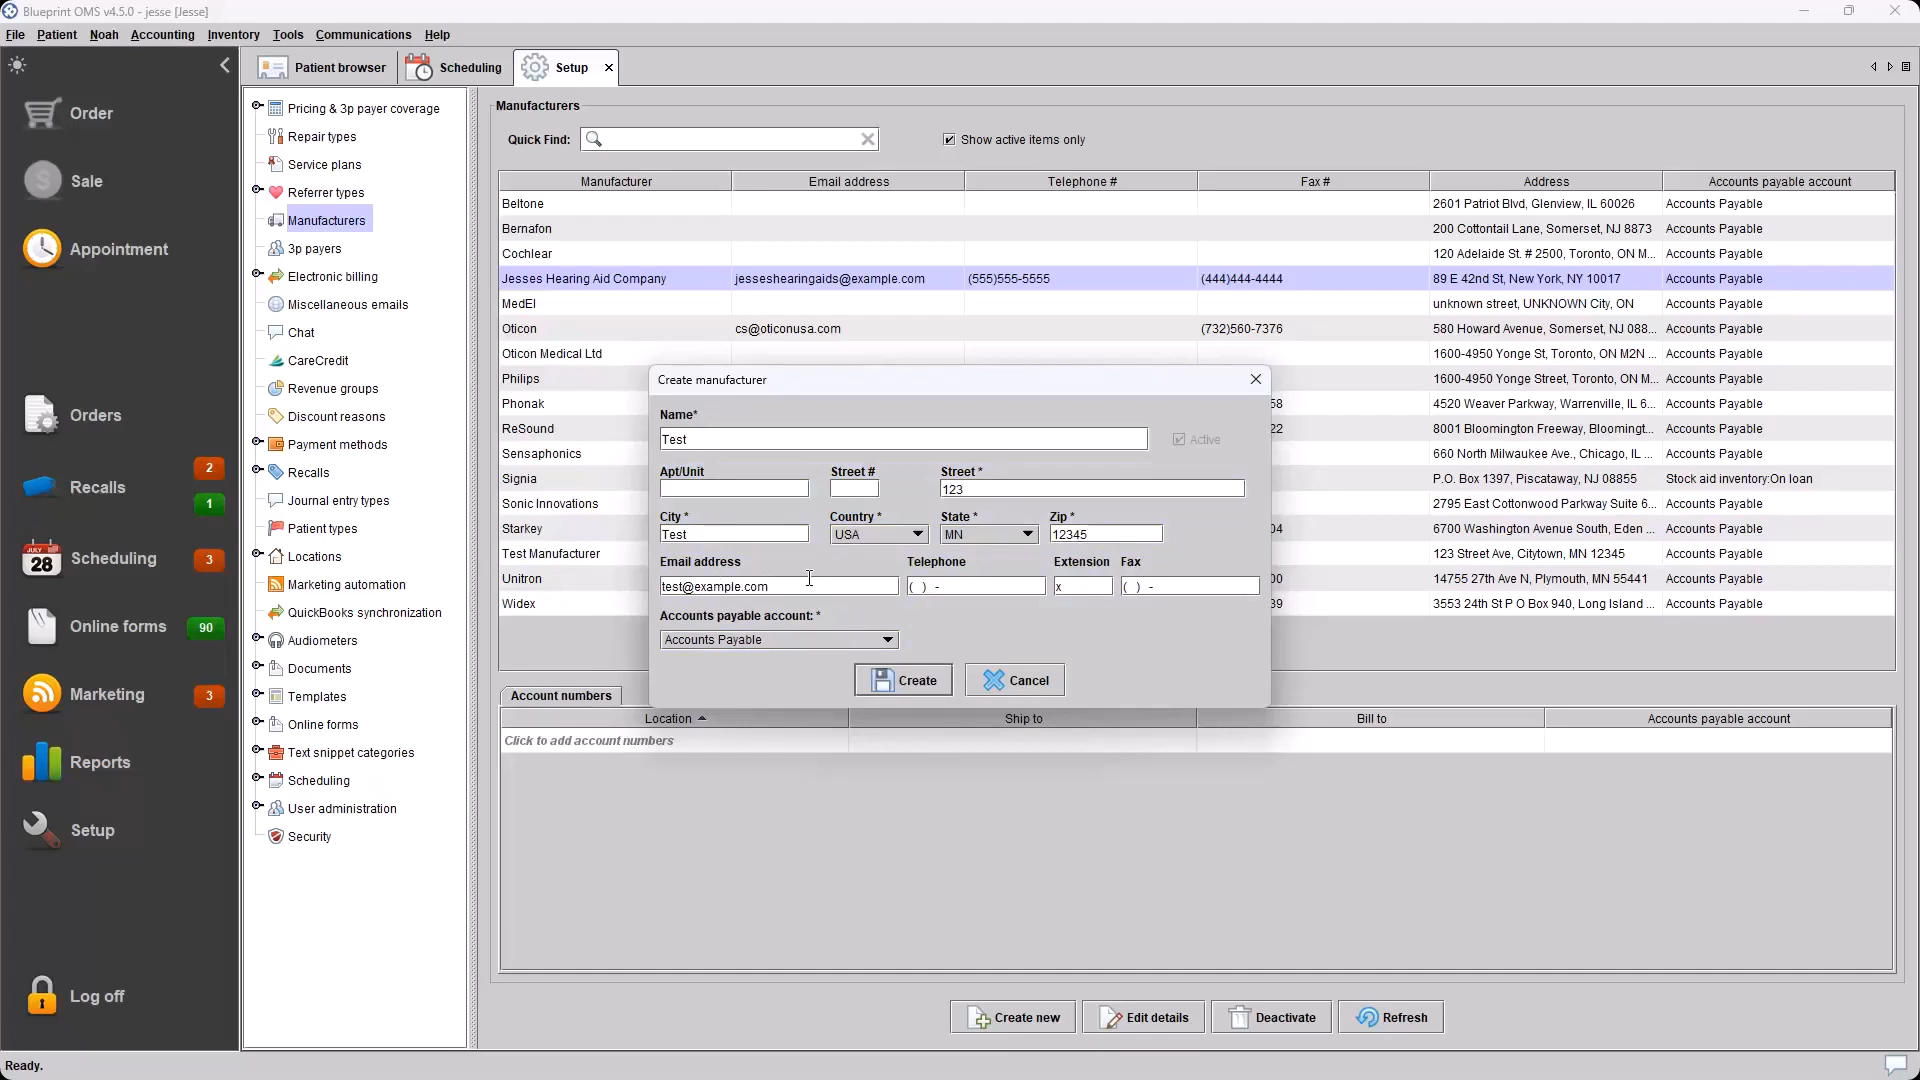 Blueprint OMS v4.5.0 - jesse [Jesse]
File Patient Noah Accounting Inventory Tools Communications Help
Patient browser Scheduling Setup
Order
Sale
Appointment
Orders
Recalls 2 1
Scheduling 3
JULY 28
Online forms 90
Marketing 3
Reports
Setup
Log off
Pricing & 3p payer coverage
Repair types
Service plans
Referrer types
Manufacturers
3p payers
Electronic billing
Miscellaneous emails
Chat
CareCredit
Revenue groups
Discount reasons
Payment methods
Recalls
Journal entry types
Patient types
Locations
Marketing automation
QuickBooks synchronization
Audiometers
Documents
Templates
Online forms
Text snippet categories
Scheduling
User administration
Security
Manufacturers
Quick Find: Show active items only
Manufacturer Email address Telephone # Fax # Address Accounts payable account
Beltone 2601 Patriot Blvd, Glenview, IL 60026 Accounts Payable
Bernafon 200 Cottontail Lane, Somerset, NJ 8873 Accounts Payable
Cochlear 120 Adelaide St. # 2500, Toronto, ON M... Accounts Payable
Jesses Hearing Aid Company jesseshearingaids@example.com (555)555-5555 (444)444-4444 89 E 42nd St, New York, NY 10017 Accounts Payable
MedEl unknown street, UNKNOWN City, ON Accounts Payable
Oticon cs@oticonusa.com (732)560-7376 580 Howard Avenue, Somerset, NJ 088... Accounts Payable
Oticon Medical Ltd 1600-4950 Yonge St, Toronto, ON M2N ... Accounts Payable
Philips 1600-4950 Yonge Street, Toronto, ON M... Accounts Payable
Phonak 58 4520 Weaver Parkway, Warrenville, IL 6... Accounts Payable
ReSound 22 8001 Bloomington Freeway, Bloomingt... Accounts Payable
Sensaphonics 660 North Milwaukee Ave., Chicago, IL ... Accounts Payable
Signia P.O. Box 1397, Piscataway, NJ 08855 Stock aid inventory:On loan
Sonic Innovations 2795 East Cottonwood Parkway Suite 6... Accounts Payable
Starkey 04 6700 Washington Avenue South, Eden ... Accounts Payable
Test Manufacturer 123 Street Ave, Citytown, MN 12345 Accounts Payable
Unitron 00 14755 27th Ave N, Plymouth, MN 55441 Accounts Payable
Widex 39 3553 24th St P O Box 940, Long Island ... Accounts Payable
Create manufacturer
Name*
Test Active
Apt/Unit Street # Street *
123
City * Country * State * Zip *
Test USA MN 12345
Email address Telephone Extension Fax
test@example.com ( ) - x ( ) -
Accounts payable account: *
Accounts Payable
Create Cancel
Account numbers
Location Ship to Bill to Accounts payable account
Click to add account numbers
Create new Edit details Deactivate Refresh
Ready.